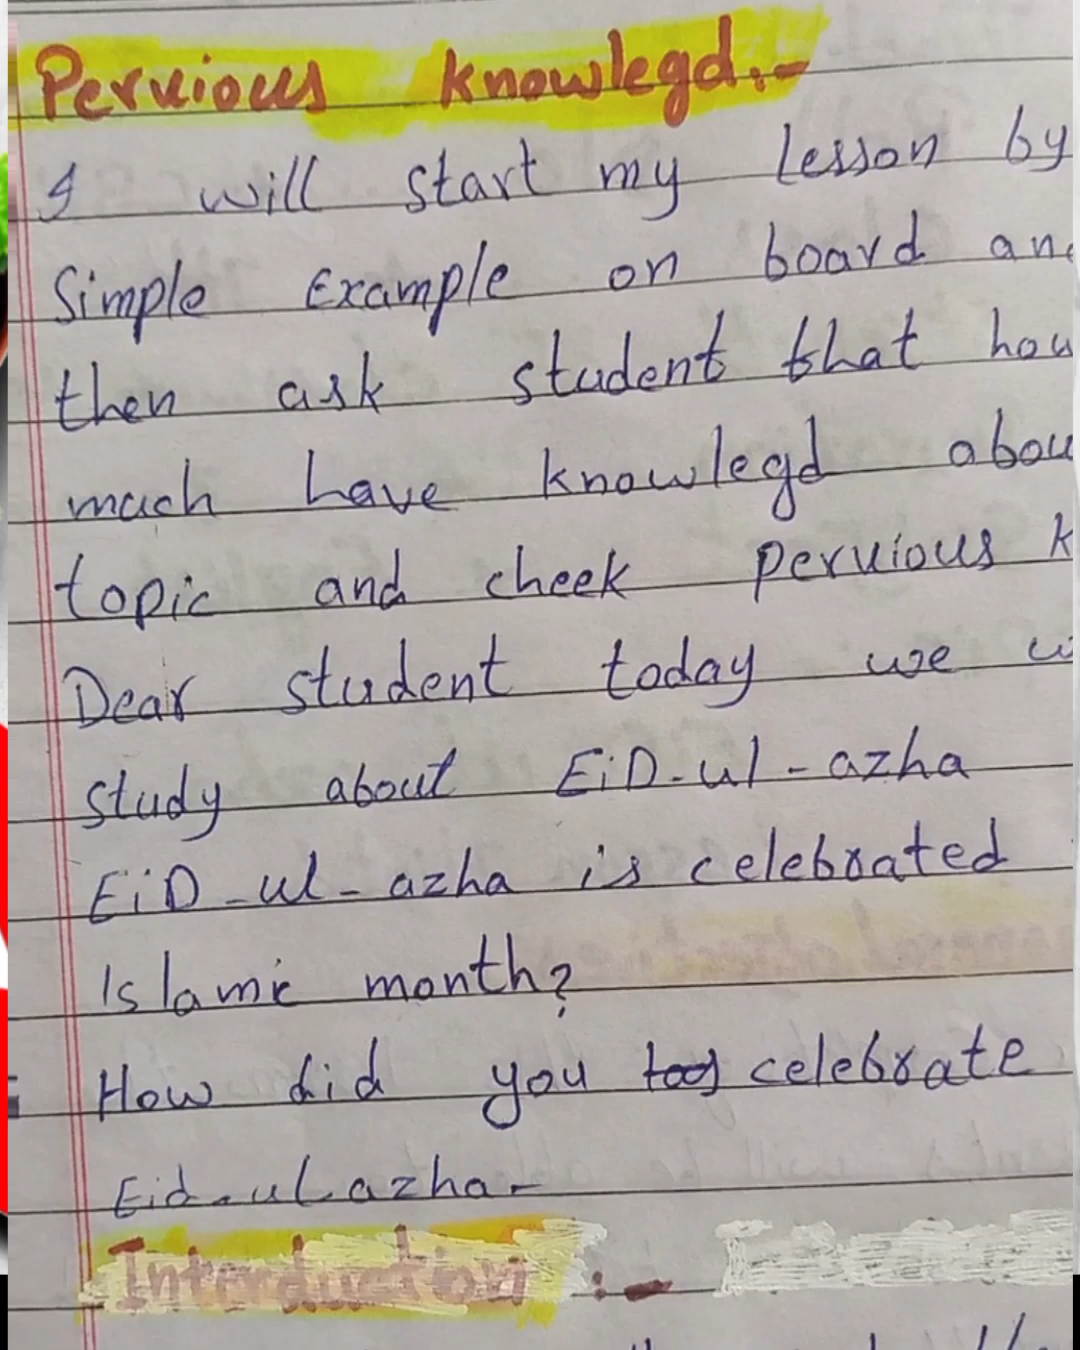 Pervious knowlegd:-
I will start my Lesson by
Simple Example on board an
then ask student that how
much have knowlegd abou
topic and cheek pervious k
Dear student today we w
study about EiD-ul-azha
EiD-ul-azha is celebrated
Islamic month?
How did you celebrate
Eid-ul azha-
Interduction :-